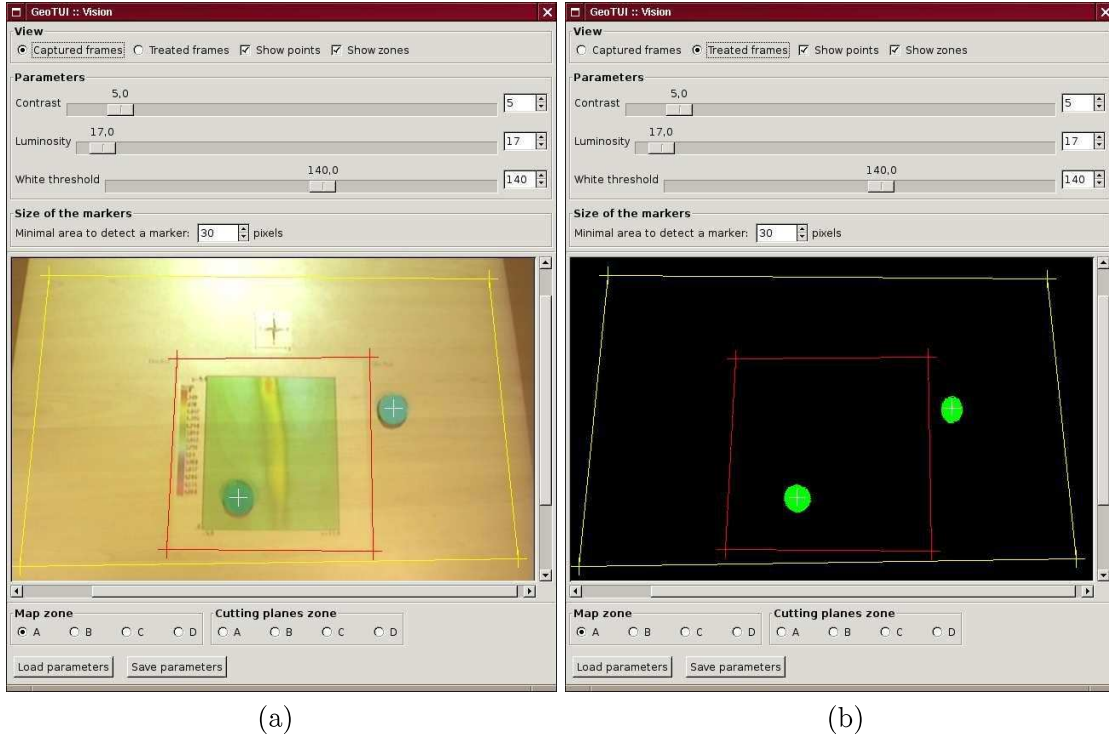 GeoTUI :: Vision
View
Captured frames Treated frames Show points Show zones
Parameters
5,0
Contrast 5
17,0
Luminosity 17
140,0
White threshold 140
Size of the markers
Minimal area to detect a marker: 30 pixels
Map zone Cutting planes zone
A B C D A B C D
Load parameters Save parameters
(a)
GeoTUI :: Vision
View
Captured frames Treated frames Show points Show zones
Parameters
5,0
Contrast 5
17,0
Luminosity 17
140,0
White threshold 140
Size of the markers
Minimal area to detect a marker: 30 pixels
Map zone Cutting planes zone
A B C D A B C D
Load parameters Save parameters
(b)